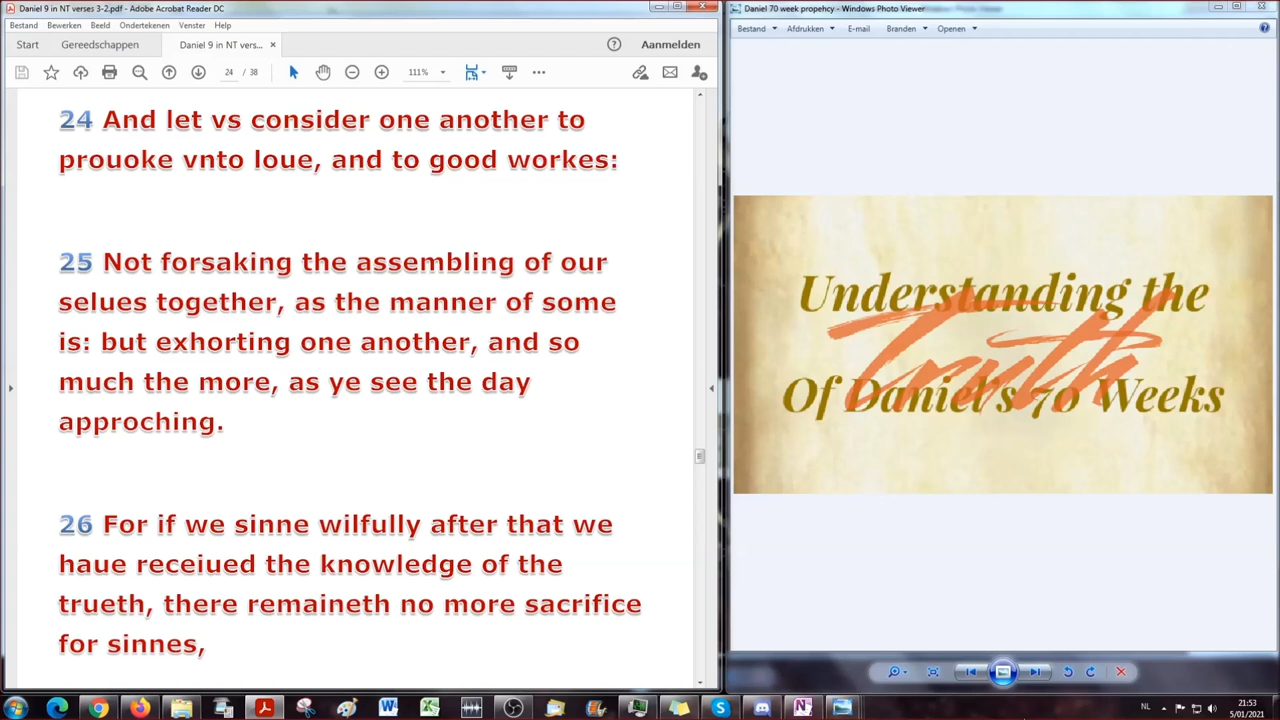 Daniel 9 in NT verses 3-2.pdf - Adobe Acrobat Reader DC
Bestand Bewerken Beeld Ondertekenen Venster Help
Start Gereedschappen Daniel 9 in NT vers... × Aanmelden
24 / 38 111%
24 And let vs consider one another to
prouoke vnto loue, and to good workes:
25 Not forsaking the assembling of our
selues together, as the manner of some
is: but exhorting one another, and so
much the more, as ye see the day
approching.
26 For if we sinne wilfully after that we
haue receiued the knowledge of the
trueth, there remaineth no more sacrifice
for sinnes,
Daniel 70 week propehcy - Windows Photo Viewer
Bestand Afdrukken E-mail Branden Openen
Understanding the
Truth
Of Daniel's 70 Weeks
NL 21:53
5/01/2021